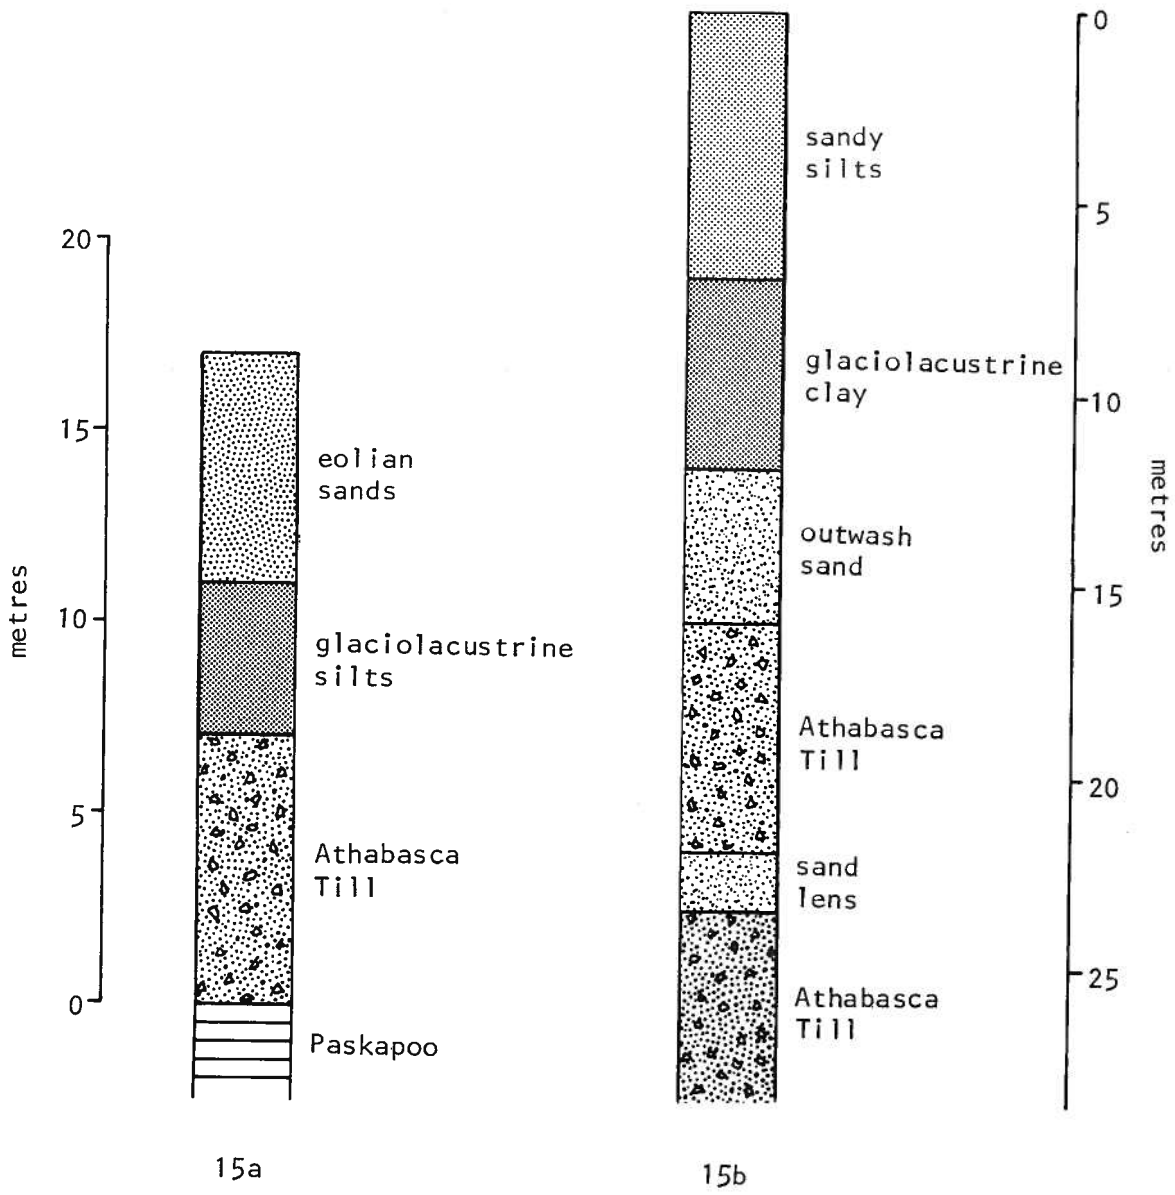 20
15
10
5
0
metres
eolian
sands
glaciolacustrine
silts
Athabasca
Till
Paskapoo
15a
sandy
silts
glaciolacustrine
clay
outwash
sand
Athabasca
Till
sand
lens
Athabasca
Till
15b
0
5
10
15
20
25
metres